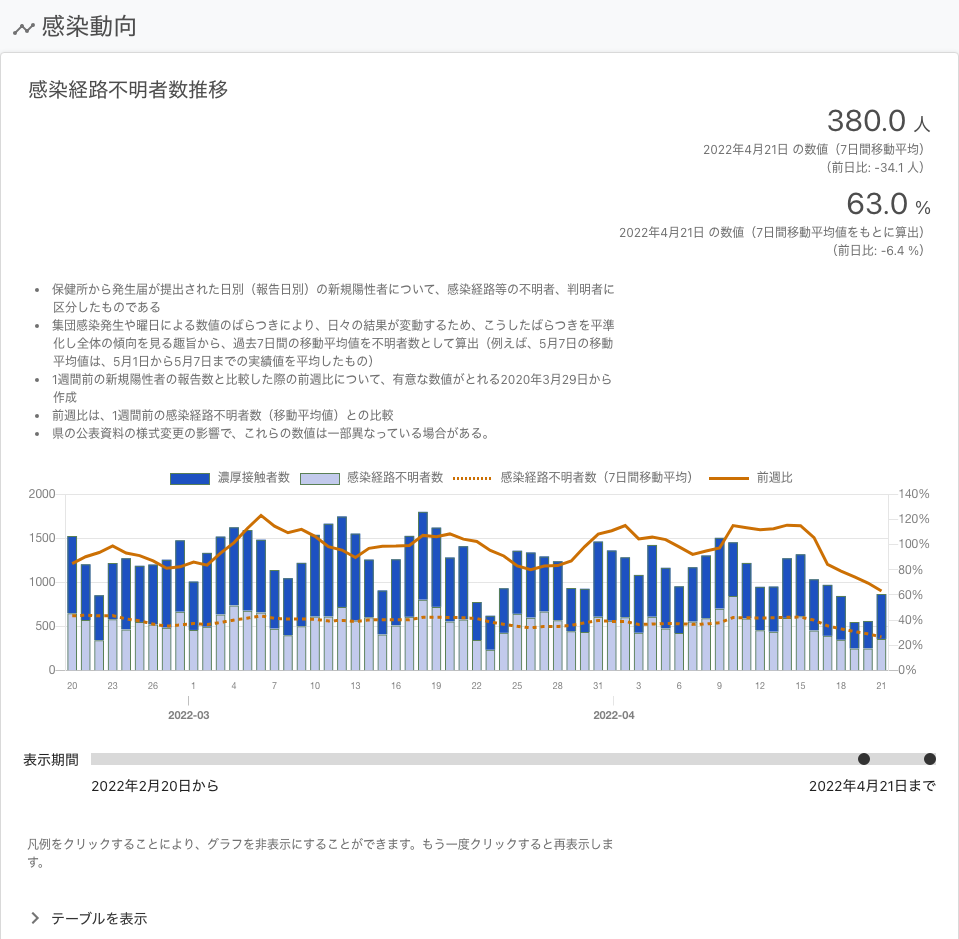 感染動向
感染経路不明者数推移
380.0 人
2022年4月21日 の数値（7日間移動平均）
（前日比: -34.1 人）
63.0 %
2022年4月21日 の数値（7日間移動平均値をもとに算出）
（前日比: -6.4 %）
• 保健所から発生届が提出された日別（報告日別）の新規陽性者について、感染経路等の不明者、判明者に
区分したものである
• 集団感染発生や曜日による数値のばらつきにより、日々の結果が変動するため、こうしたばらつきを平準
化し全体の傾向を見る趣旨から、過去7日間の移動平均値を不明者数として算出（例えば、5月7日の移動
平均値は、5月1日から5月7日までの実績値を平均したもの）
• 1週間前の新規陽性者の報告数と比較した際の前週比について、有意な数値がとれる2020年3月29日から
作成
• 前週比は、1週間前の感染経路不明者数（移動平均値）との比較
• 県の公表資料の様式変更の影響で、これらの数値は一部異なっている場合がある。
濃厚接触者数 感染経路不明者数 感染経路不明者数（7日間移動平均） 前週比
2000 140%
120%
1500
100%
1000 80%
60%
500 40%
20%
0 0%
20 23 26 1 4 7 10 13 16 19 22 25 28 31 3 6 9 12 15 18 21
2022-03 2022-04
表示期間
2022年2月20日から 2022年4月21日まで
凡例をクリックすることにより、グラフを非表示にすることができます。もう一度クリックすると再表示しま
す。
テーブルを表示